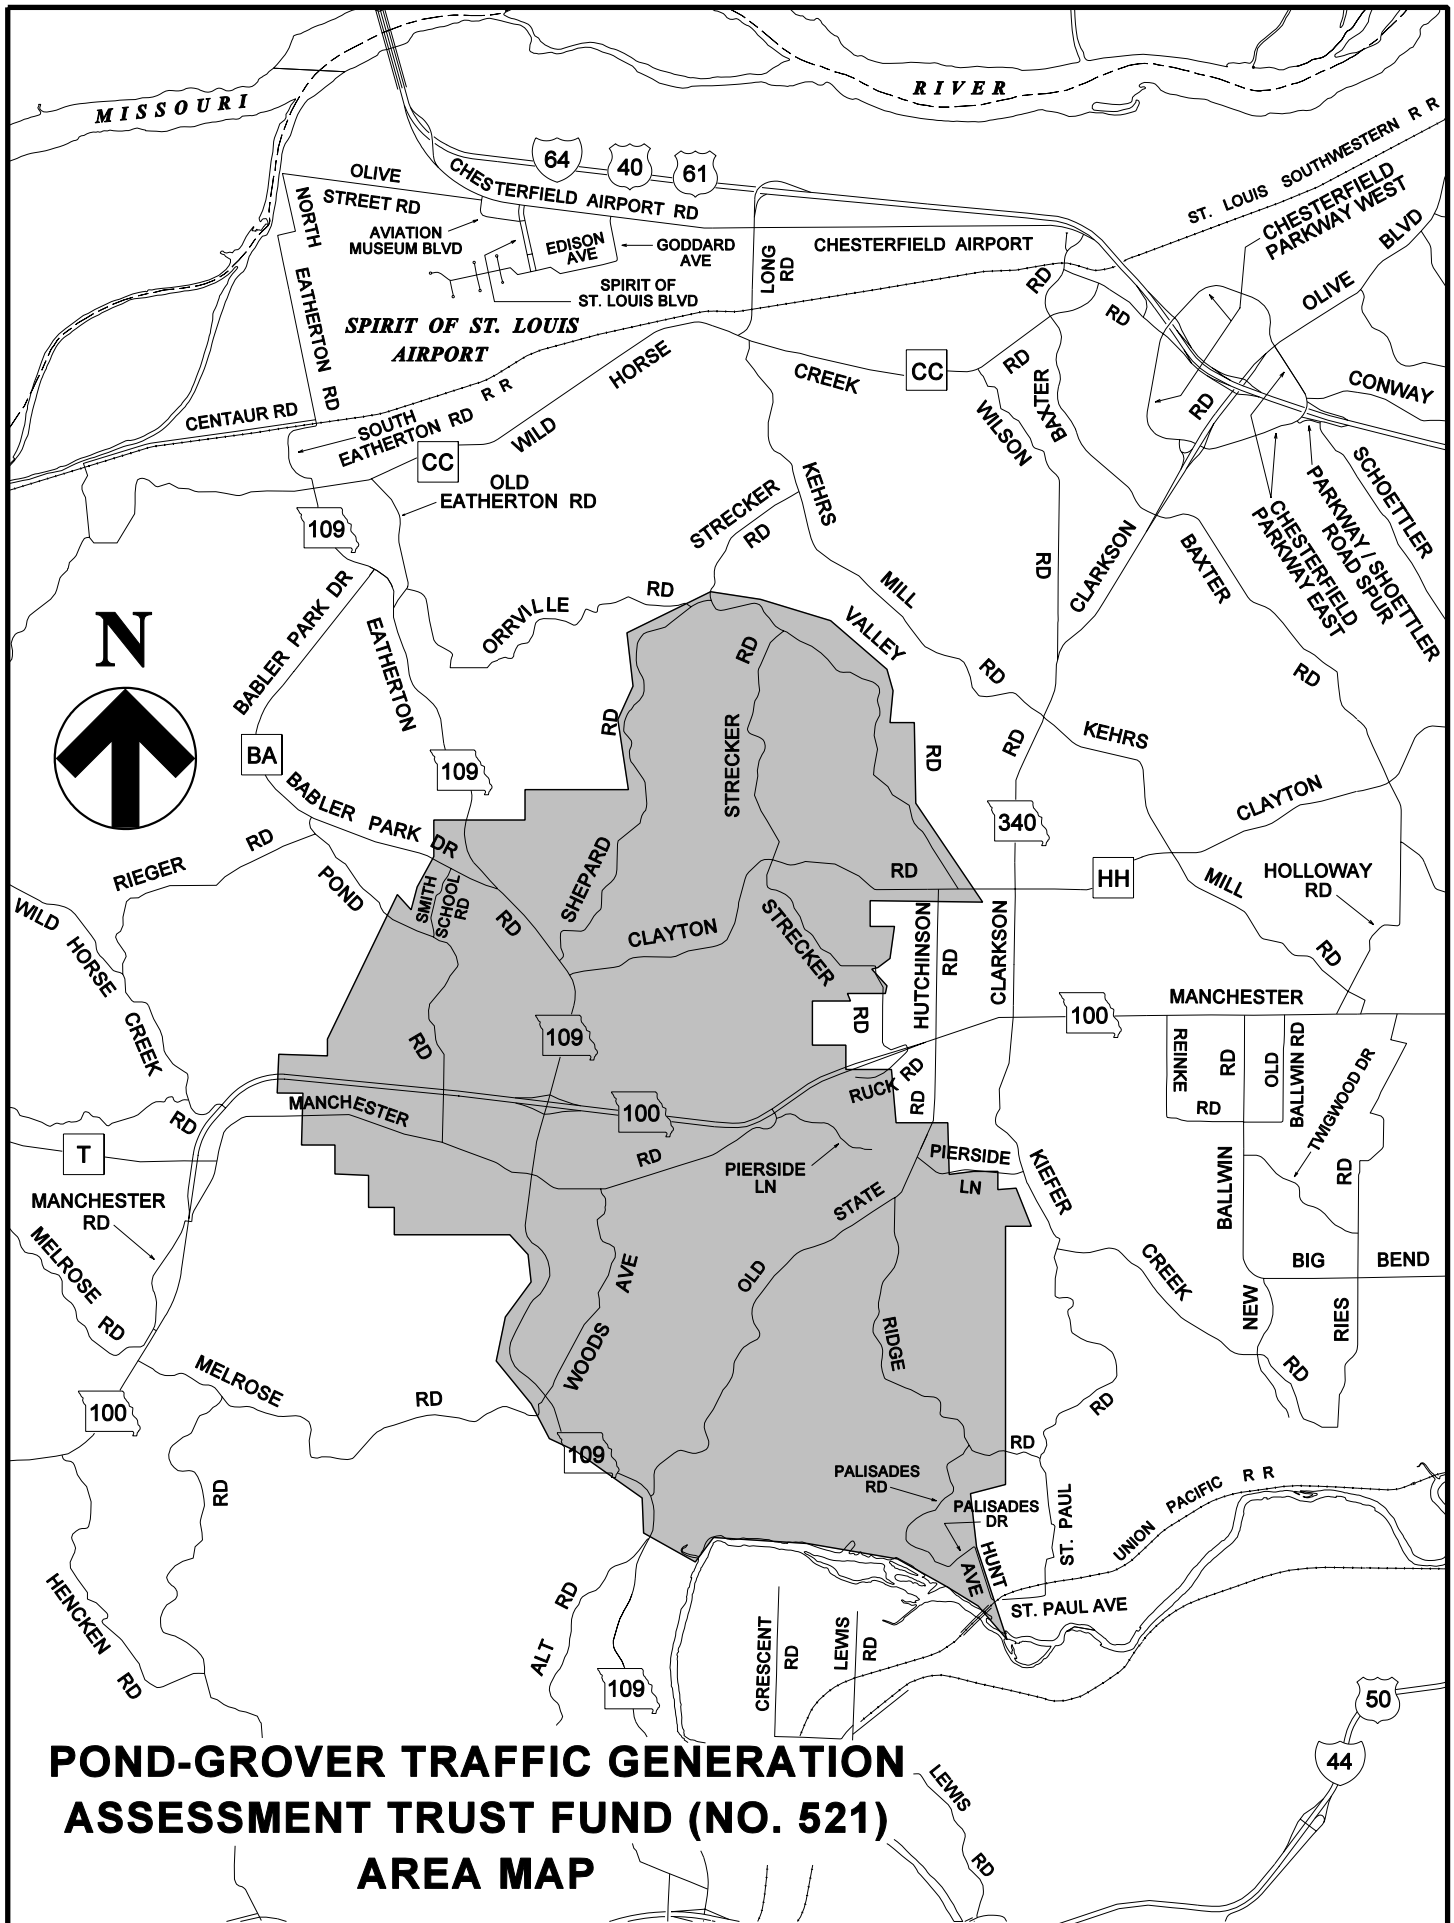 MISSOURI
RIVER
64
40
61
ST. LOUIS SOUTHWESTERN R R
CHESTERFIELD
PARKWAY WEST
OLIVE
STREET RD
CHESTERFIELD AIRPORT RD
NORTH EATHERTON RD
AVIATION
MUSEUM BLVD
EDISON
AVE
GODDARD
AVE
LONG
RD
CHESTERFIELD AIRPORT
RD
OLIVE BLVD
SPIRIT OF
ST. LOUIS BLVD
SPIRIT OF ST. LOUIS
AIRPORT
RD
HORSE
CREEK
CC
RD
BAXTER
BAXTER
WILSON
RD
CONWAY
CENTAUR RD
SOUTH
EATHERTON RD
R R
WILD
CC
OLD
EATHERTON RD
109
STRECKER
RD
KEHRS
RD
CLARKSON
BAXTER
SCHOETTLER
PARKWAY / SHOETTLER
ROAD SPUR
SCHOETTLER
CHESTERFIELD
PARKWAY EAST
N
BABLER PARK DR
EATHERTON
ORRVILLE
RD
MILL
VALLEY
RD
RD
RD
BA
109
RD
STRECKER
RD
RD
KEHRS
BABLER PARK DR
340
CLAYTON
RIEGER
RD
POND
SMITH
SCHOOL
RD
RD
SHEPARD
CLAYTON
RD
STRECKER
HH
MILL
HOLLOWAY
RD
WILD
HORSE
CREEK
HUTCHINSON
RD
CLARKSON
RD
RD
109
RD
100
MANCHESTER
RD
MANCHESTER
100
RUCK RD
RD
REINKE
RD
RD
OLD
BALLWIN RD
TWIGWOOD DR
T
RD
PIERSIDE
LN
PIERSIDE
LN
KIEFER
BALLWIN
RD
MANCHESTER
RD
STATE
MELROSE
RD
AVE
OLD
CREEK
BIG
BEND
NEW
RIES
WOODS
RIDGE
RD
MELROSE
RD
RD
100
109
RD
PALISADES
RD
PALISADES
DR
RD
ST. PAUL
UNION PACIFIC R R
HUNT
AVE
ST. PAUL AVE
HENCKEN
RD
ALT
RD
CRESCENT
RD
LEWIS
RD
109
50
44
POND-GROVER TRAFFIC GENERATION
ASSESSMENT TRUST FUND (NO. 521)
AREA MAP
LEWIS
RD